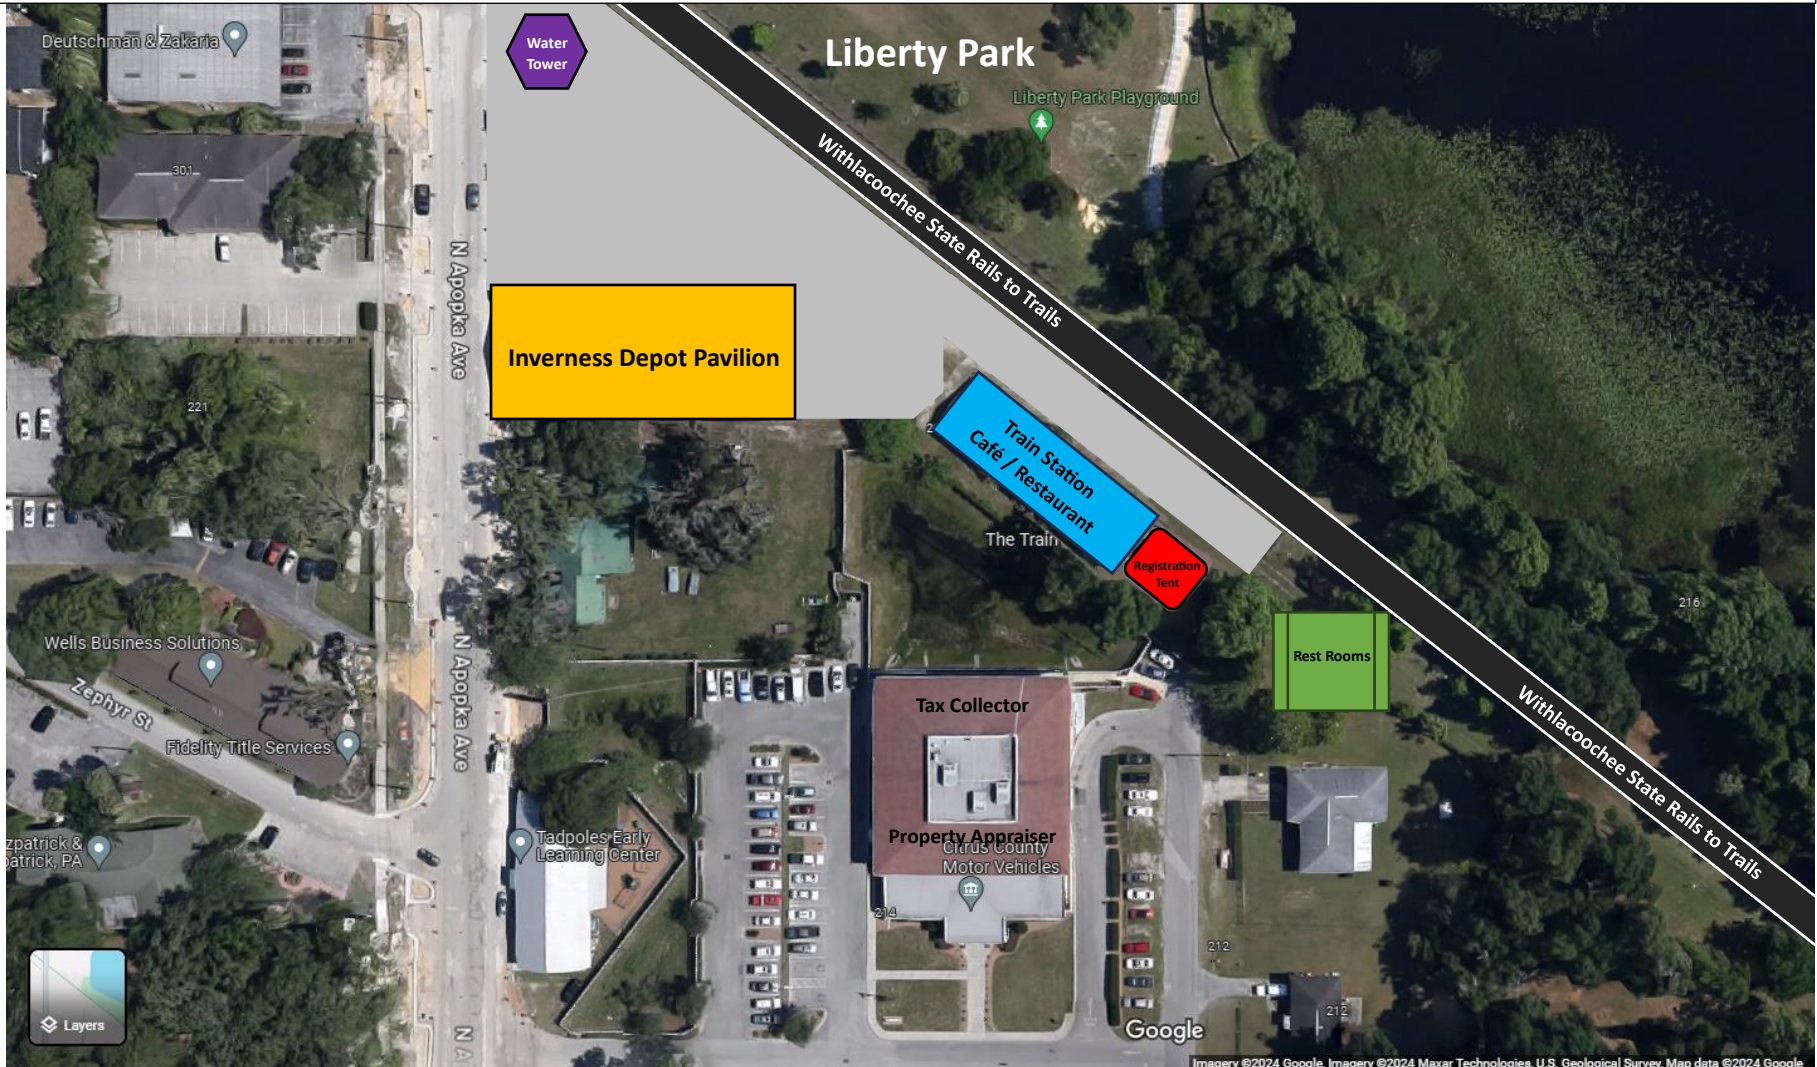 Deutschman & Zakaria
Water
Tower
Liberty Park
Liberty Park Playground
Withlacoochee State Rails to Trails
301
N Apopka Ave
Inverness Depot Pavilion
221
Train Station
Café / Restaurant
The Train
Registration
Tent
216
Rest Rooms
Wells Business Solutions
Zephyr St
Fidelity Title Services
N Apopka Ave
Tax Collector
Withlacoochee State Rails to Trails
Property Appraiser
Citrus County
Motor Vehicles
Tadpoles Early
Learning Center
zpatrick &
patrick, PA
214
212
212
Layers
N A
Google
Imagery ©2024 Google, Imagery ©2024 Maxar Technologies, U.S. Geological Survey, Map data ©2024 Google